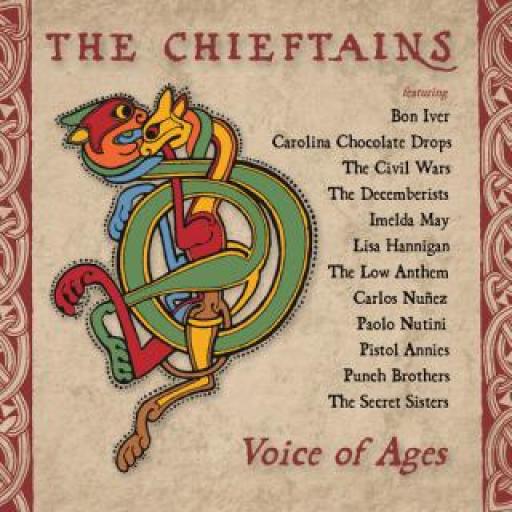 THE CHIEFTAINS
featuring
Bon Iver
Carolina Chocolate Drops
The Civil Wars
The Decemberists
Imelda May
Lisa Hannigan
The Low Anthem
Carlos Nuñez
Paolo Nutini
Pistol Annies
Punch Brothers
The Secret Sisters
Voice of Ages